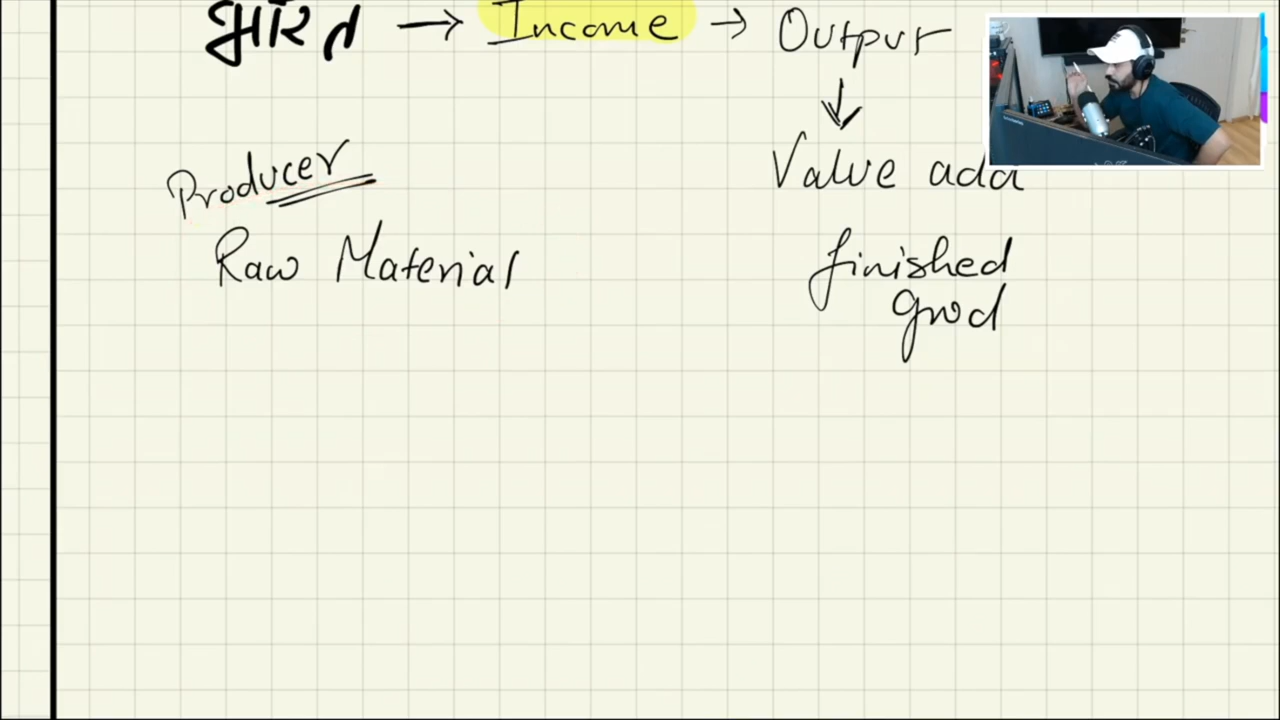 भारत → Income → Output
↓
Value add
Producer
Raw Material
finished
good